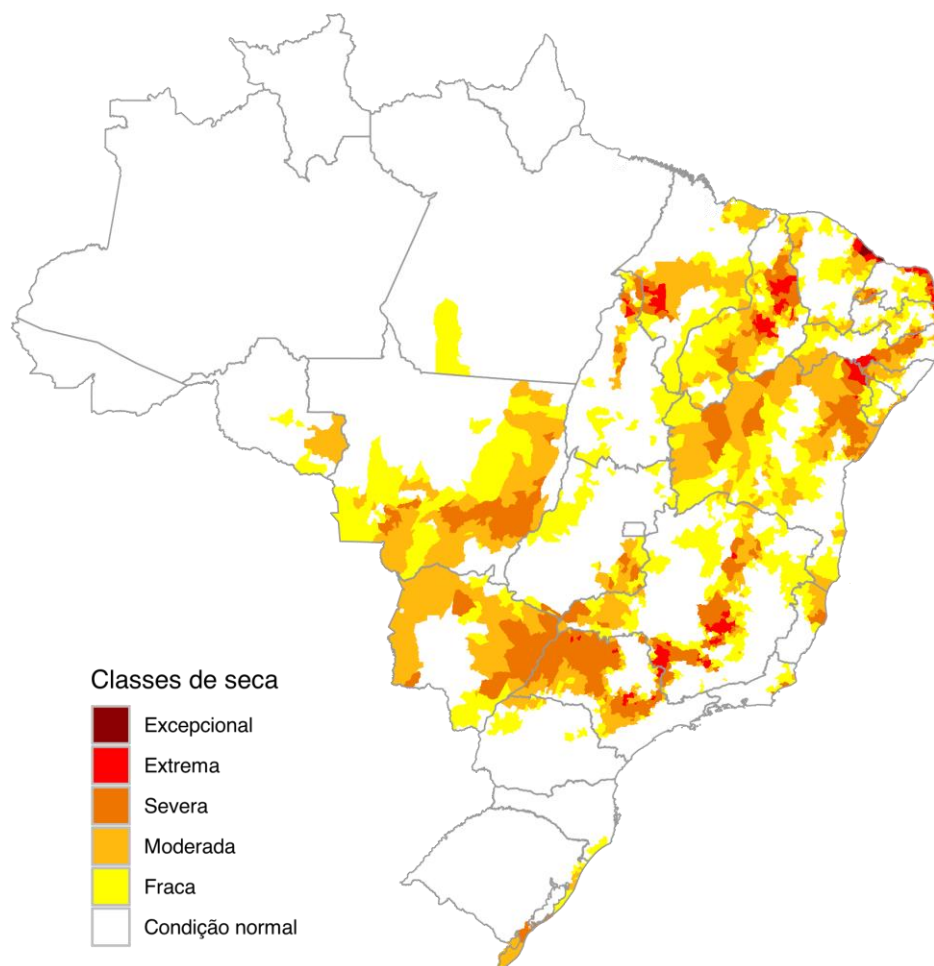 Classes de seca
Excepcional
Extrema
Severa
Moderada
Fraca
Condição normal